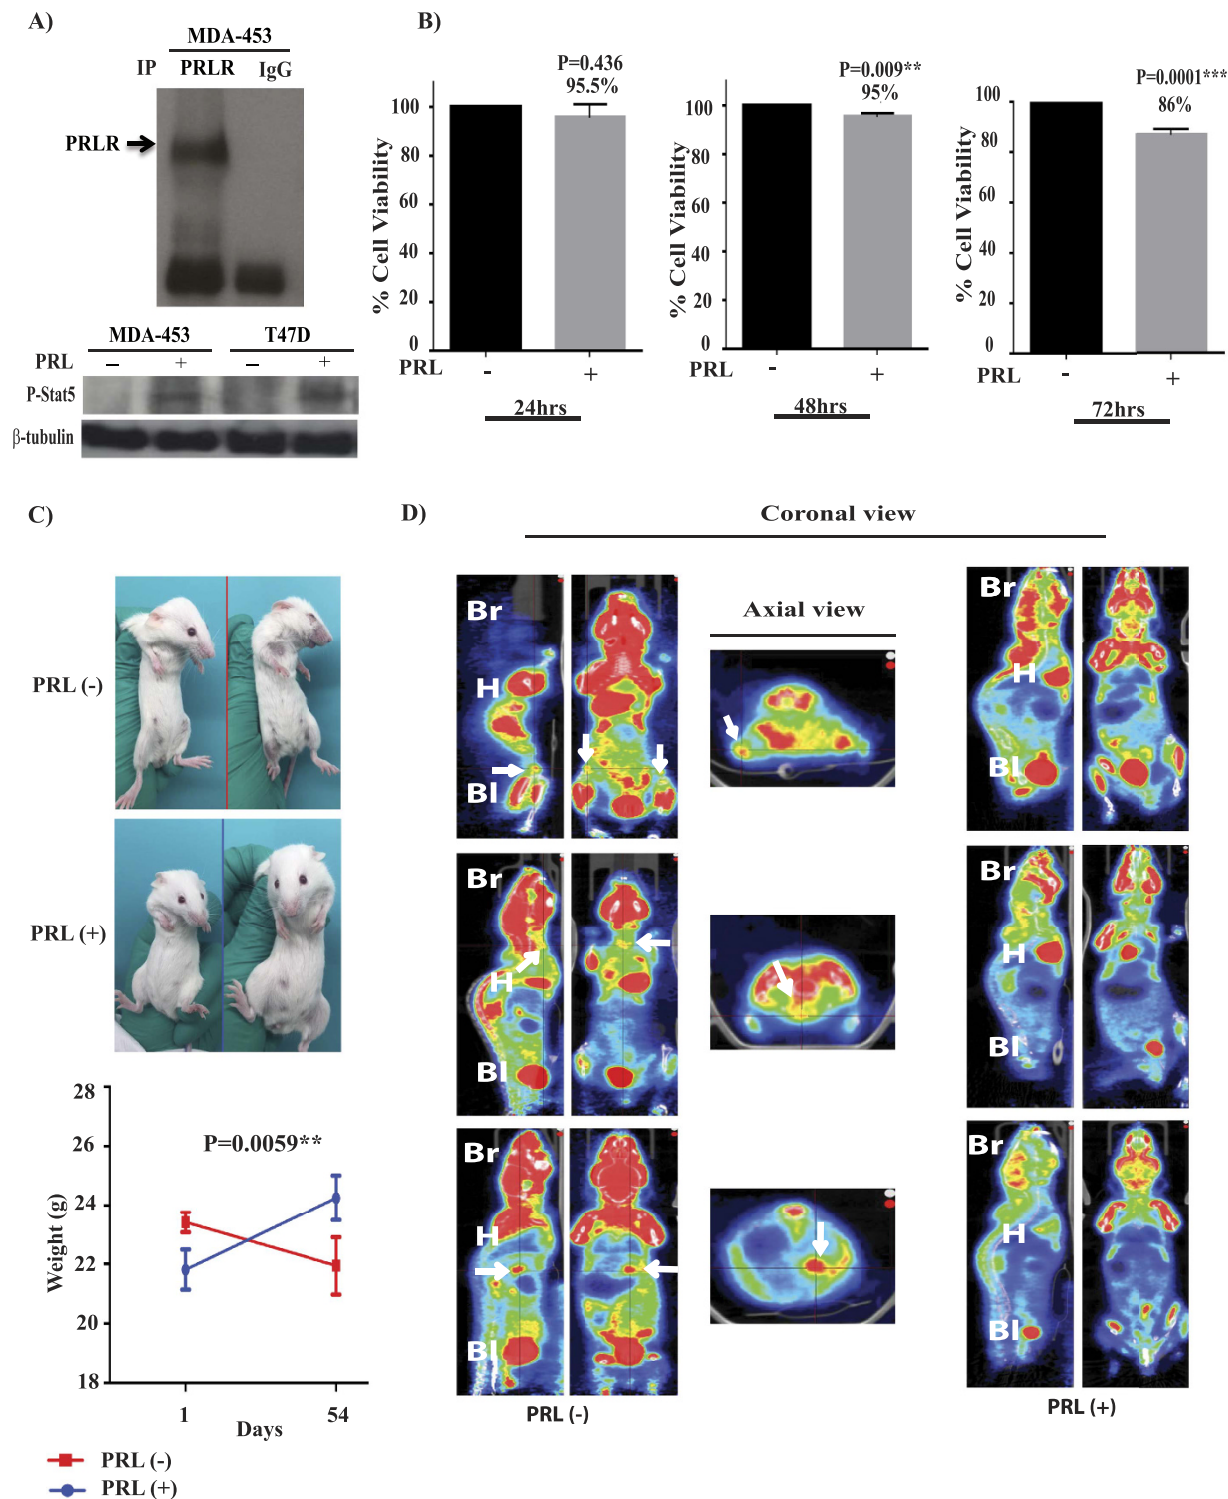 A)
MDA-453
IP PRLR IgG
PRLR
MDA-453 T47D
PRL − + − +
P-Stat5
β-tubulin
B)
P=0.436
95.5%
% Cell Viability
100
80
60
40
20
0
PRL - +
24hrs
P=0.009**
95%
% Cell Viability
100
80
60
40
20
0
PRL - +
48hrs
P=0.0001***
86%
% Cell Viability
100
80
60
40
20
0
PRL - +
72hrs
C)
PRL (-)
PRL (+)
28
26
24
22
20
18
Weight (g)
P=0.0059**
1 54
Days
PRL (-)
PRL (+)
D)
Coronal view
Axial view
Br
H
Bl
Br
H
Bl
Br
H
Bl
PRL (-)
Br
H
Bl
Br
H
Bl
Br
H
Bl
PRL (+)